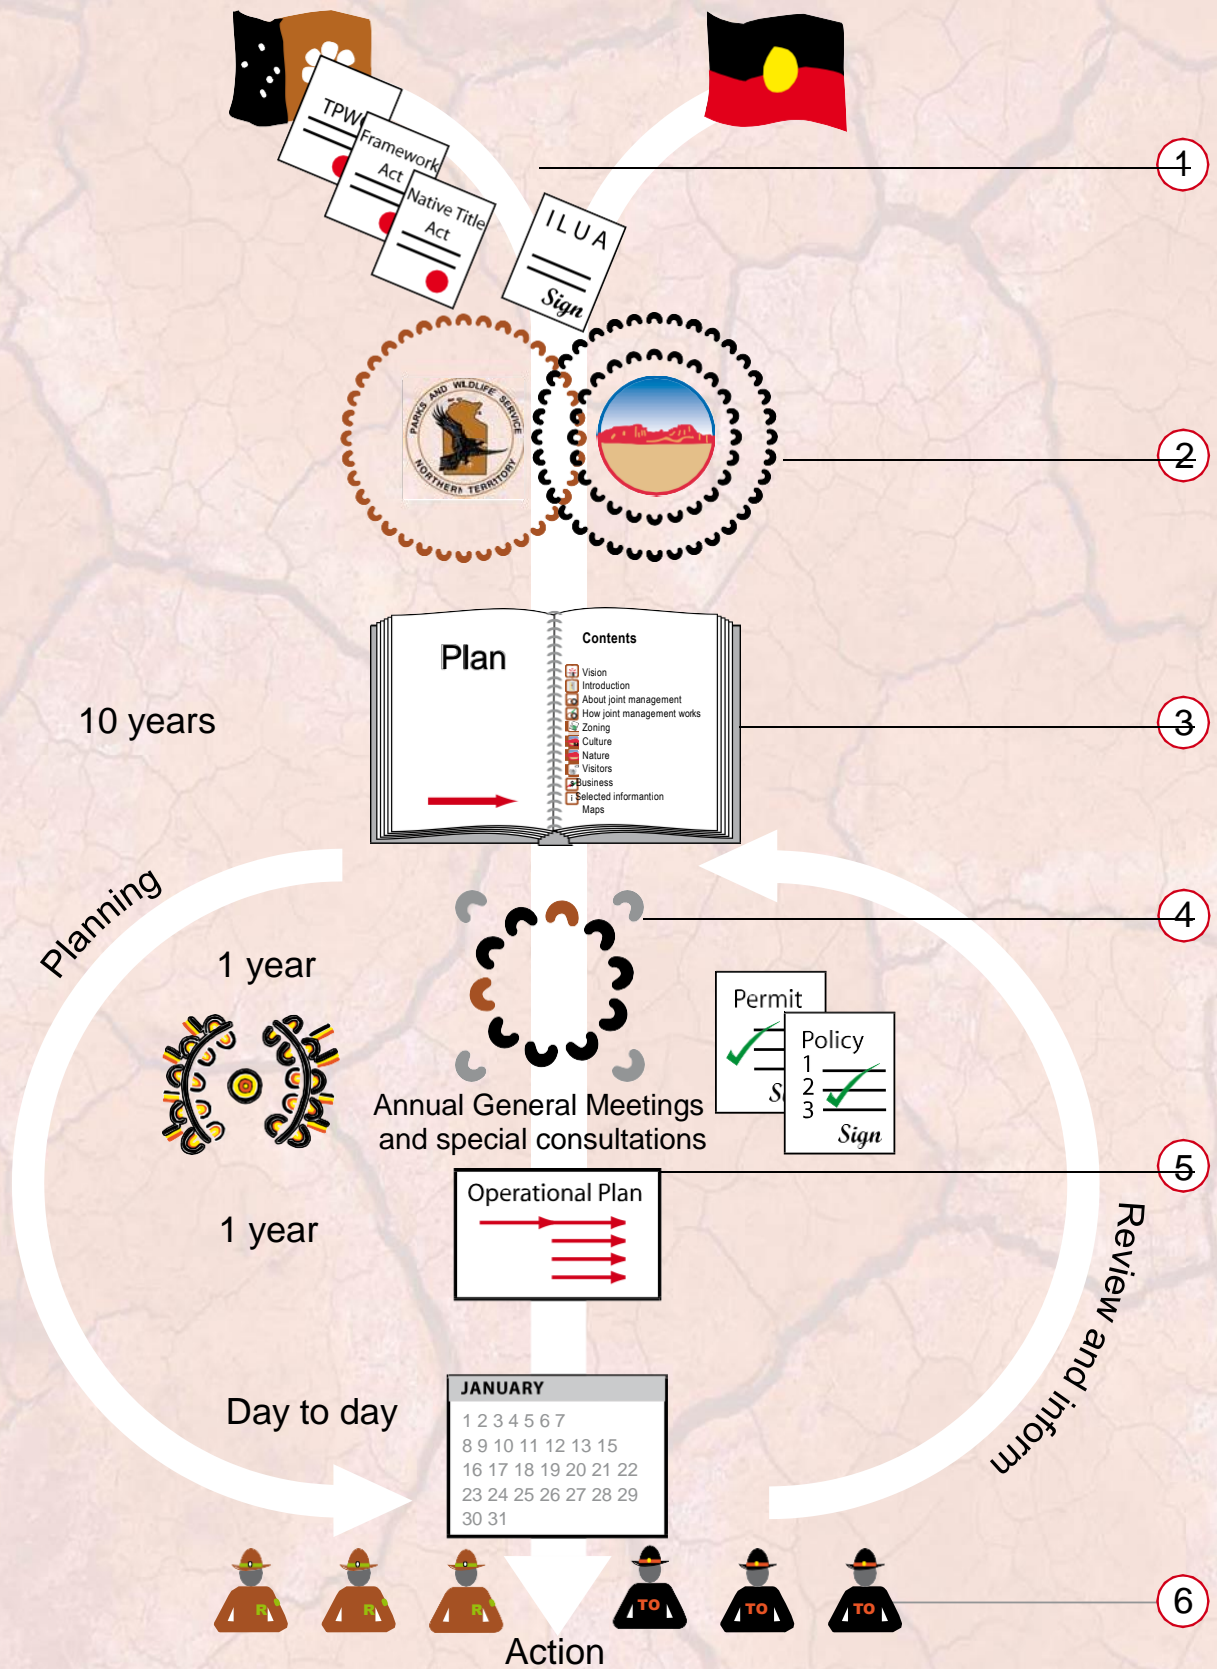 TPW
Framework
Act
Native Title
Act
ILUA
Sign
1
PARKS AND WILDLIFE SERVICE
NORTHERN TERRITORY
2
Plan
Contents
Vision
Introduction
About joint management
How joint management works
Zoning
Culture
Nature
Visitors
Business
Selected informantion
Maps
10 years
3
Planning
4
1 year
Permit
S
Policy
1
2
3
Sign
Annual General Meetings
and special consultations
5
Operational Plan
1 year
Review and inform
Day to day
JANUARY
1 2 3 4 5 6 7
8 9 10 11 12 13 15
16 17 18 19 20 21 22
23 24 25 26 27 28 29
30 31
R
R
R
TO
TO
TO
6
Action